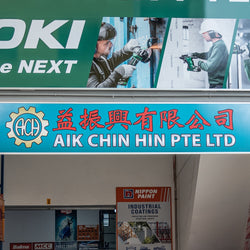 OKI
e NEXT
ACH
益振興有限公司
AIK CHIN HIN PTE LTD
NIPPON PAINT
INDUSTRIAL
COATINGS
MCC